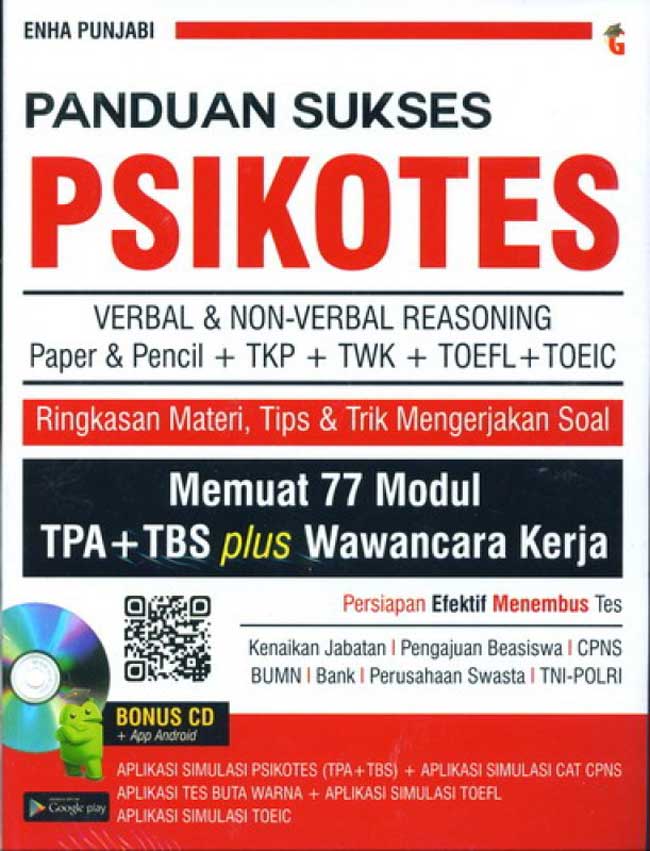 ENHA PUNJABI
G
PANDUAN SUKSES
PSIKOTES
VERBAL & NON-VERBAL REASONING
Paper & Pencil + TKP + TWK + TOEFL+TOEIC
Ringkasan Materi, Tips & Trik Mengerjakan Soal
Memuat 77 Modul
TPA+TBS plus Wawancara Kerja
Persiapan Efektif Menembus Tes
Kenaikan Jabatan | Pengajuan Beasiswa | CPNS
BUMN | Bank | Perusahaan Swasta | TNI-POLRI
BONUS CD
+ App Android
APLIKASI SIMULASI PSIKOTES (TPA+TBS) + APLIKASI SIMULASI CAT CPNS
APLIKASI TES BUTA WARNA + APLIKASI SIMULASI TOEFL
APLIKASI SIMULASI TOEIC
Google play